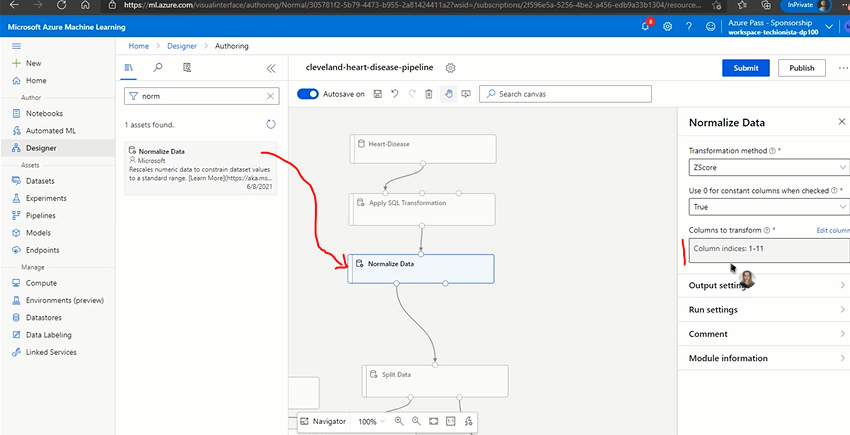 https://ml.azure.com/visualinterface/authoring/Normal/305781f2-5b79-4473-b955-2a81424411a2?wsid=/subscriptions/2f596e5a-5256-4be2-a456-edb9a33b1304/resource...
InPrivate
Microsoft Azure Machine Learning
8
Azure Pass - Sponsorship
workspace-techionista-dp100
Home > Designer > Authoring
New
Home
Author
Notebooks
Automated ML
Designer
Assets
Datasets
Experiments
Pipelines
Models
Endpoints
Manage
Compute
Environments (preview)
Datastores
Data Labeling
Linked Services
norm
1 assets found.
Normalize Data
Microsoft
Rescales numeric data to constrain dataset values
to a standard range. [Learn More](https://aka.ms...
6/8/2021
cleveland-heart-disease-pipeline
Submit
Publish
Autosave on
Search canvas
Heart-Disease
Apply SQL Transformation
Normalize Data
Split Data
Navigator
100%
1:1
Normalize Data
Transformation method *
ZScore
Use 0 for constant columns when checked *
True
Columns to transform *
Edit column
Column indices: 1-11
Output settings
Run settings
Comment
Module information